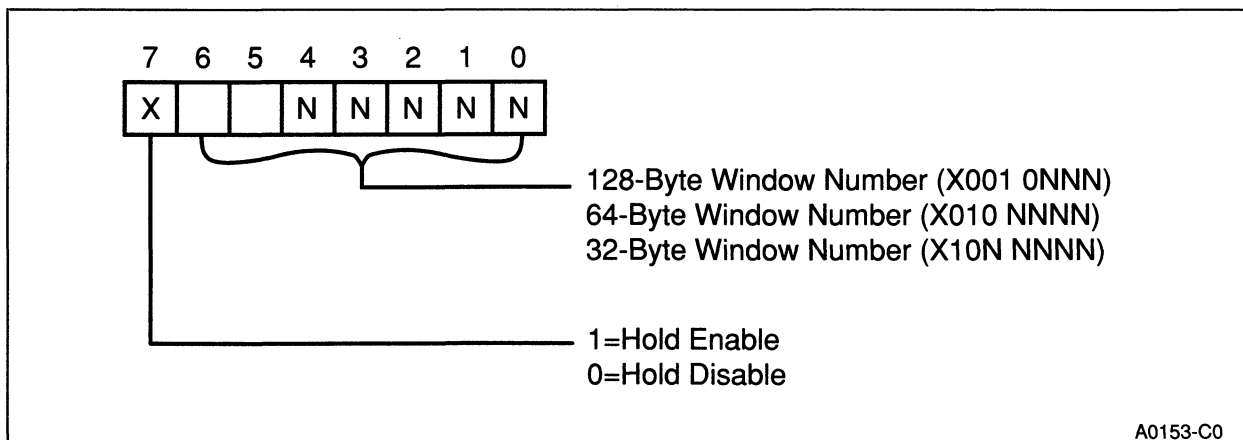 7 6 5 4 3 2 1 0
X N N N N N
128-Byte Window Number (X001 0NNN)
64-Byte Window Number (X010 NNNN)
32-Byte Window Number (X10N NNNN)
1=Hold Enable
0=Hold Disable
A0153-C0